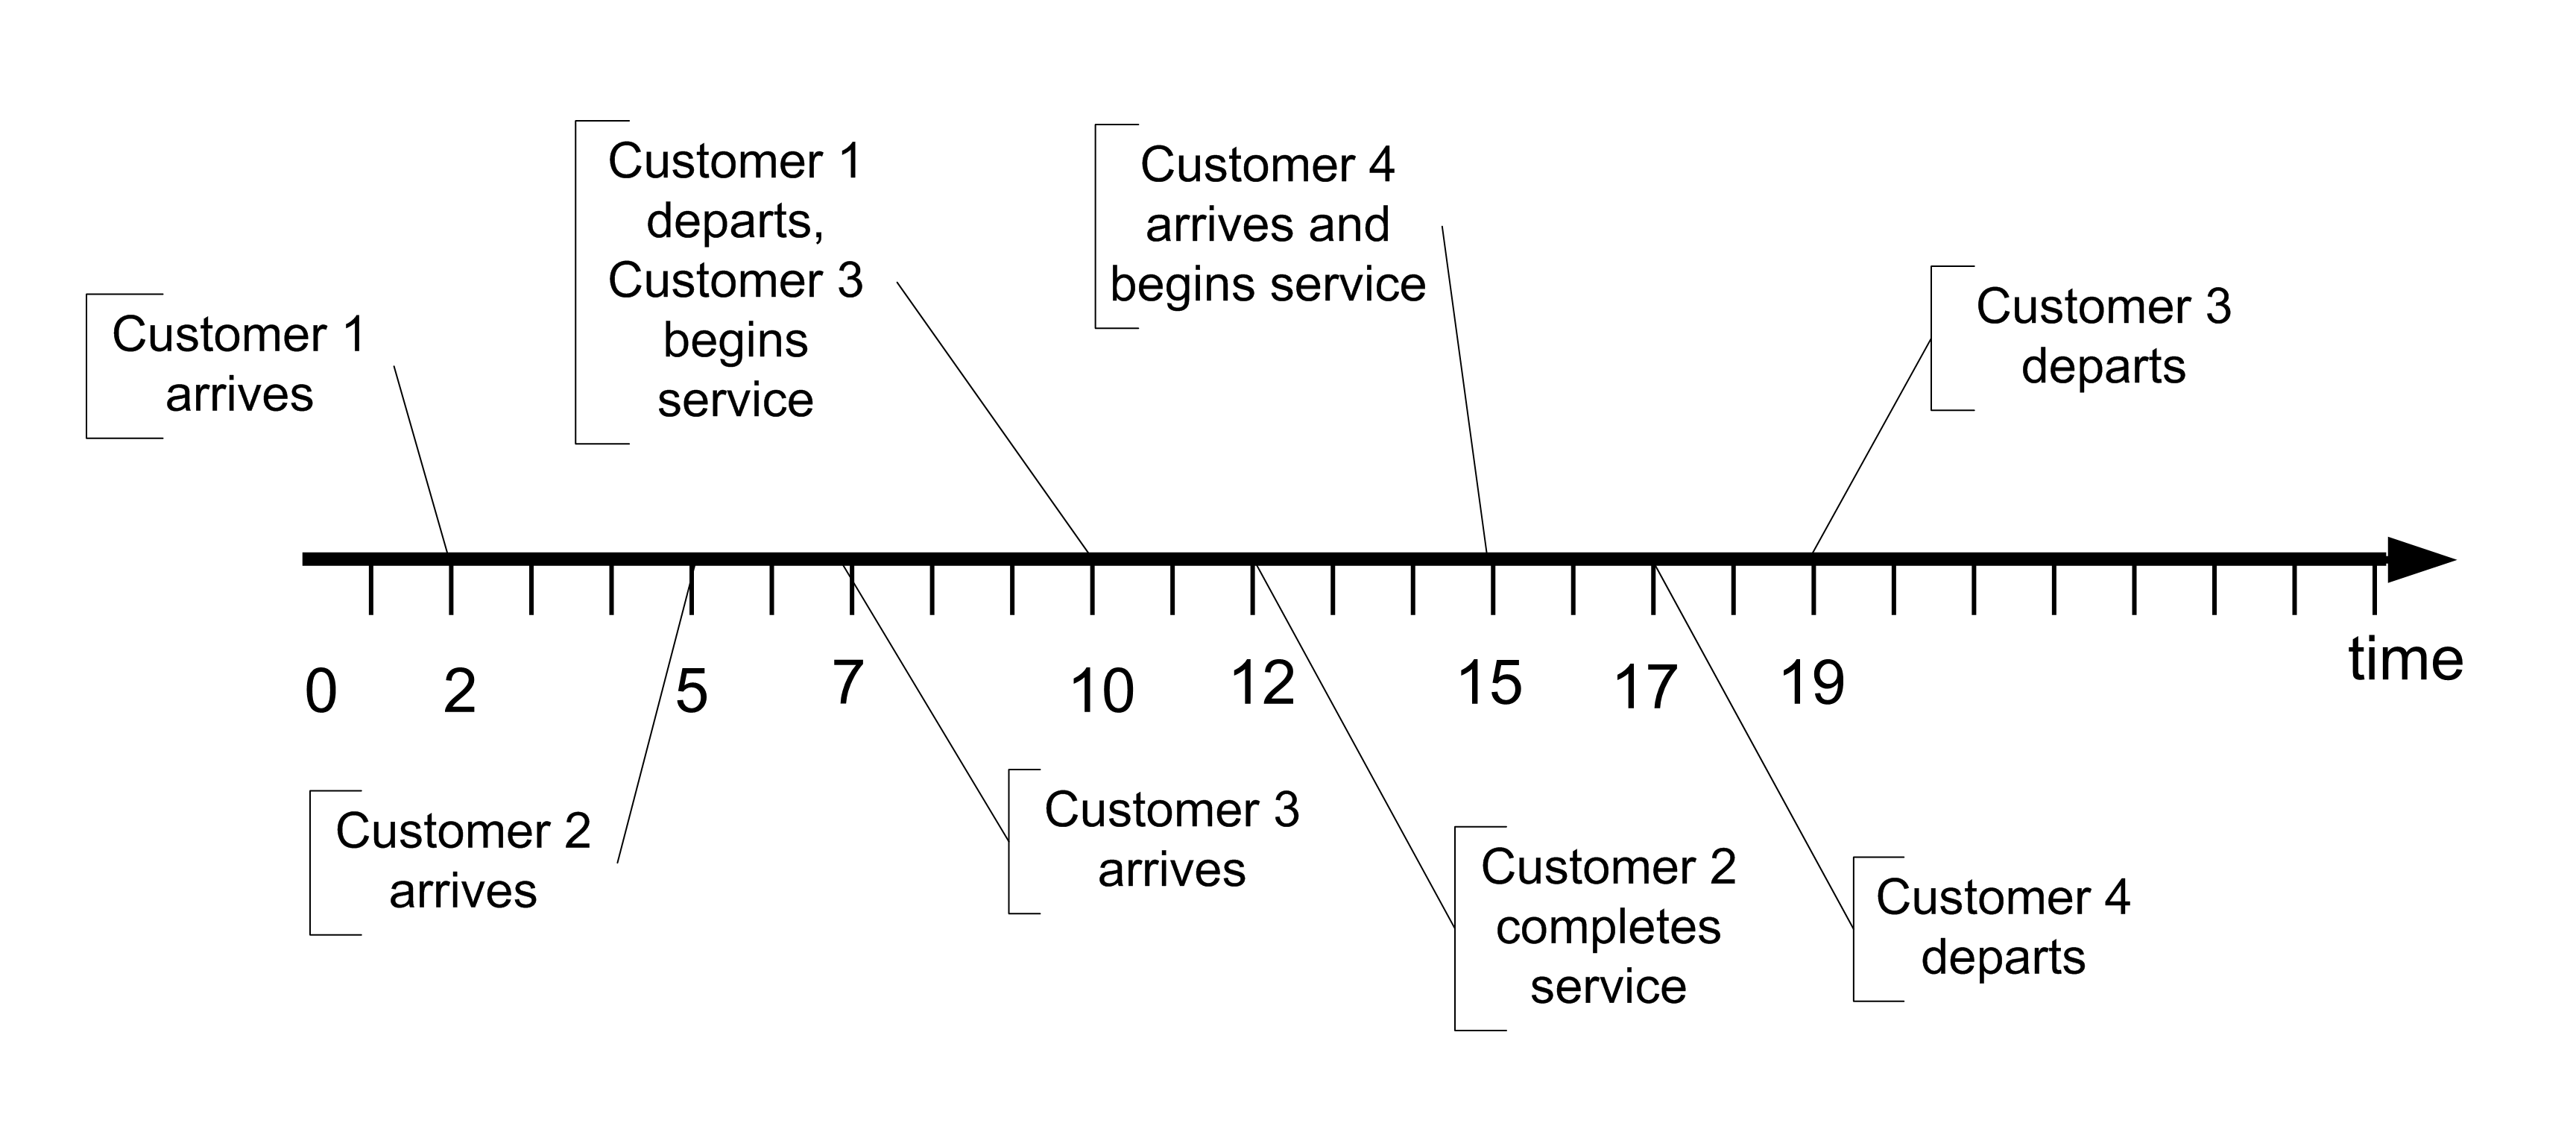 Customer 1
arrives
Customer 1
departs,
Customer 3
begins
service
Customer 4
arrives and
begins service
Customer 3
departs
0 2 5 7 10 12 15 17 19 time
Customer 2
arrives
Customer 3
arrives
Customer 2
completes
service
Customer 4
departs